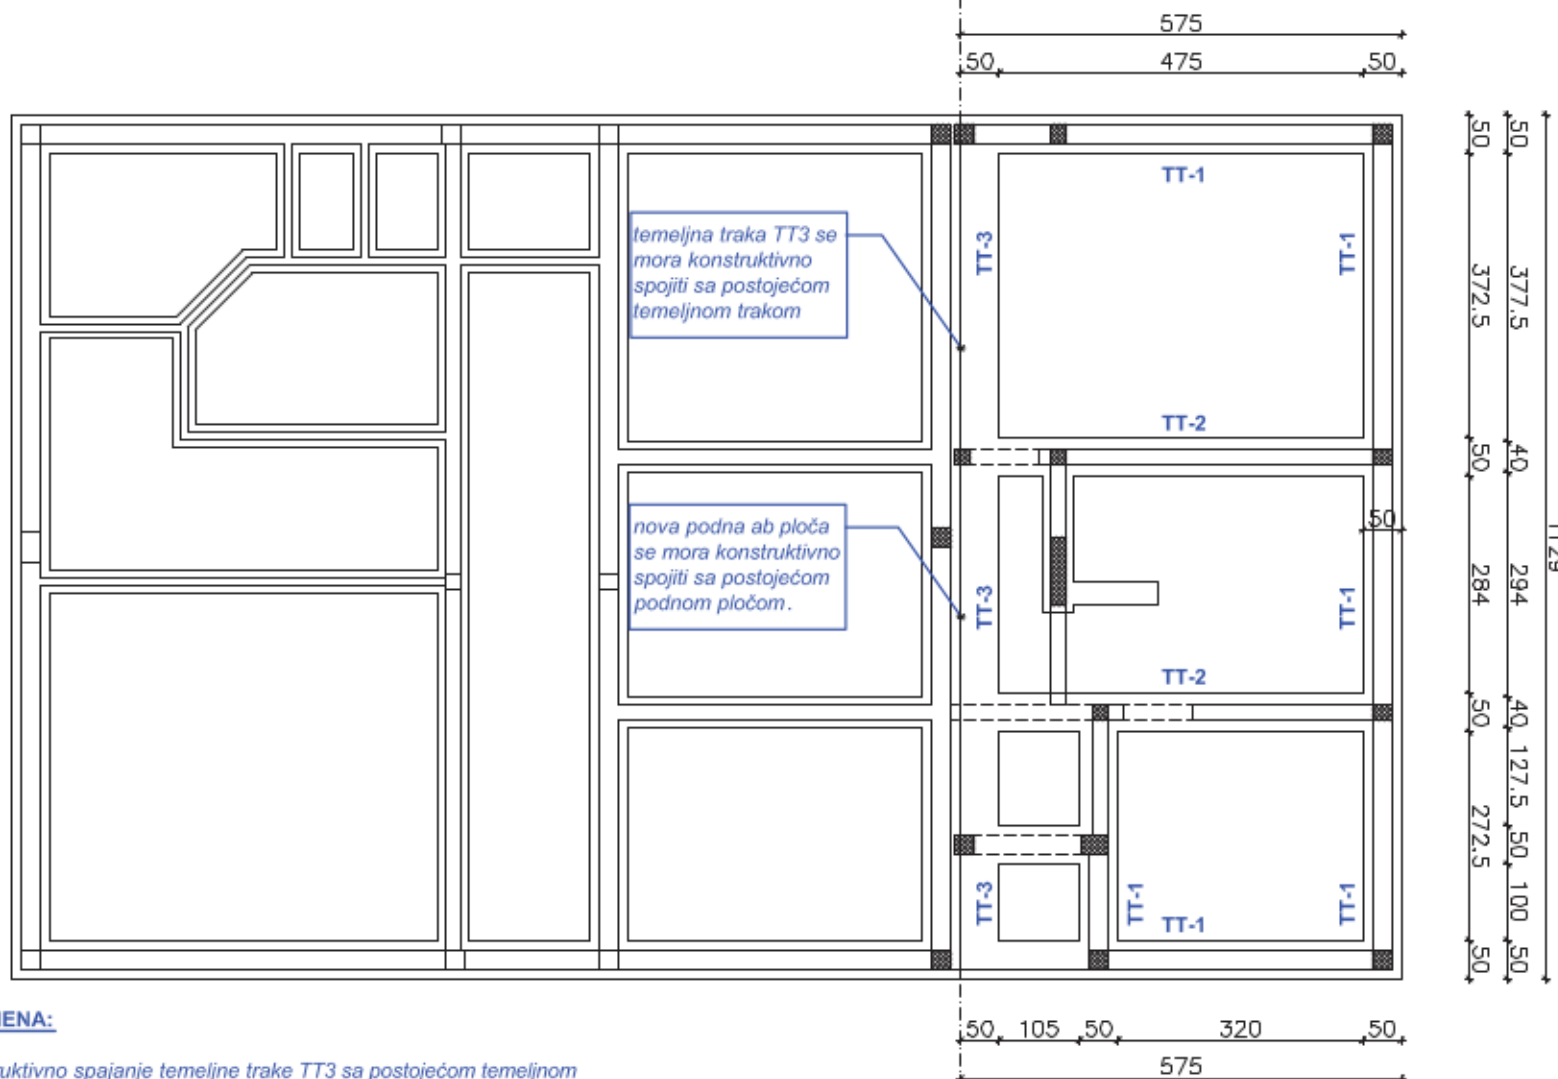 575
50 475 50
TT-1
temeljna traka TT3 se
mora konstruktivno
spojiti sa postojećom
temeljnom trakom
TT-3
TT-1
TT-2
nova podna ab ploča
se mora konstruktivno
spojiti sa postojećom
podnom pločom.
TT-3
TT-1
TT-2
TT-3
TT-1
TT-1
TT-1
50
50 372,5 50 284 50 272,5 50
50 377.5 40 294 40 127.5 50 100 50
1129
50 105 50 320 50
575
ENA:
uktivno spajanje temeljne trake TT3 sa postojećom temeljnom